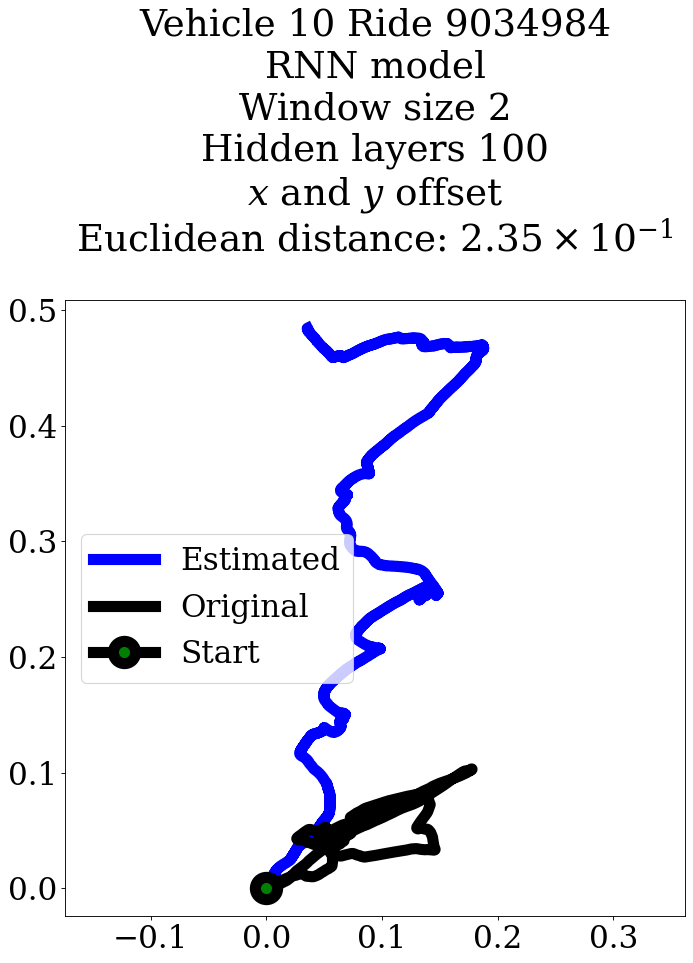 Vehicle 10 Ride 9034984
RNN model
Window size 2
Hidden layers 100
x and y offset
Euclidean distance: 2.35 × 10⁻¹
0.5
0.4
0.3
0.2
0.1
0.0
Estimated
Original
Start
−0.1 0.0 0.1 0.2 0.3